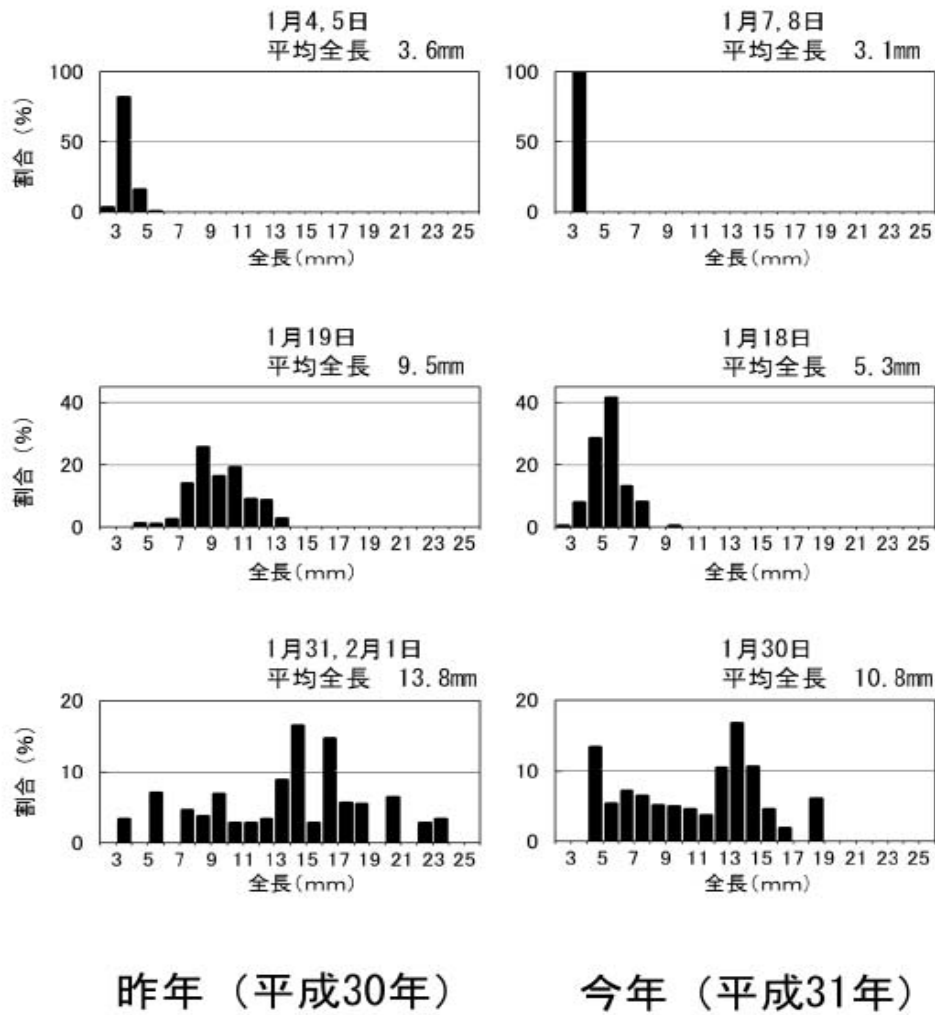 1月4,5日
平均全長 3.6mm
100
50
0
割合 (%)
3 5 7 9 11 13 15 17 19 21 23 25
全長(mm)
1月7,8日
平均全長 3.1mm
100
50
0
3 5 7 9 11 13 15 17 19 21 23 25
全長(mm)
1月19日
平均全長 9.5mm
40
20
0
割合 (%)
3 5 7 9 11 13 15 17 19 21 23 25
全長(mm)
1月18日
平均全長 5.3mm
40
20
0
3 5 7 9 11 13 15 17 19 21 23 25
全長(mm)
1月31,2月1日
平均全長 13.8mm
20
10
0
割合 (%)
3 5 7 9 11 13 15 17 19 21 23 25
全長(mm)
1月30日
平均全長 10.8mm
20
10
0
3 5 7 9 11 13 15 17 19 21 23 25
全長(mm)
昨年 (平成30年)
今年 (平成31年)